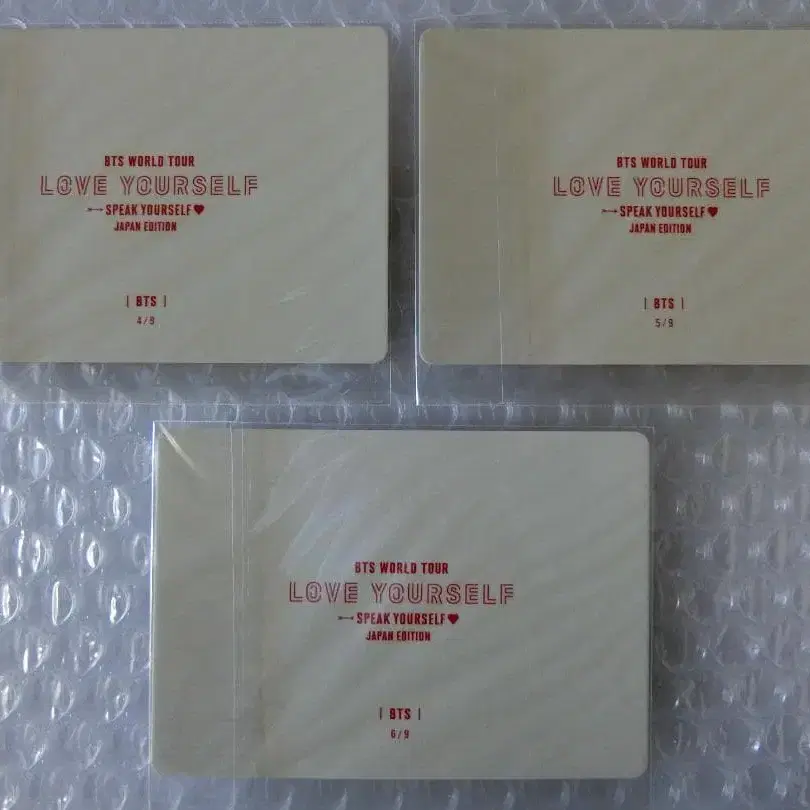 BTS WORLD TOUR
LOVE YOURSELF
SPEAK YOURSELF♥
JAPAN EDITION
| BTS |
4/9
BTS WORLD TOUR
LOVE YOURSELF
SPEAK YOURSELF♥
JAPAN EDITION
| BTS |
5/9
BTS WORLD TOUR
LOVE YOURSELF
SPEAK YOURSELF♥
JAPAN EDITION
| BTS |
6/9